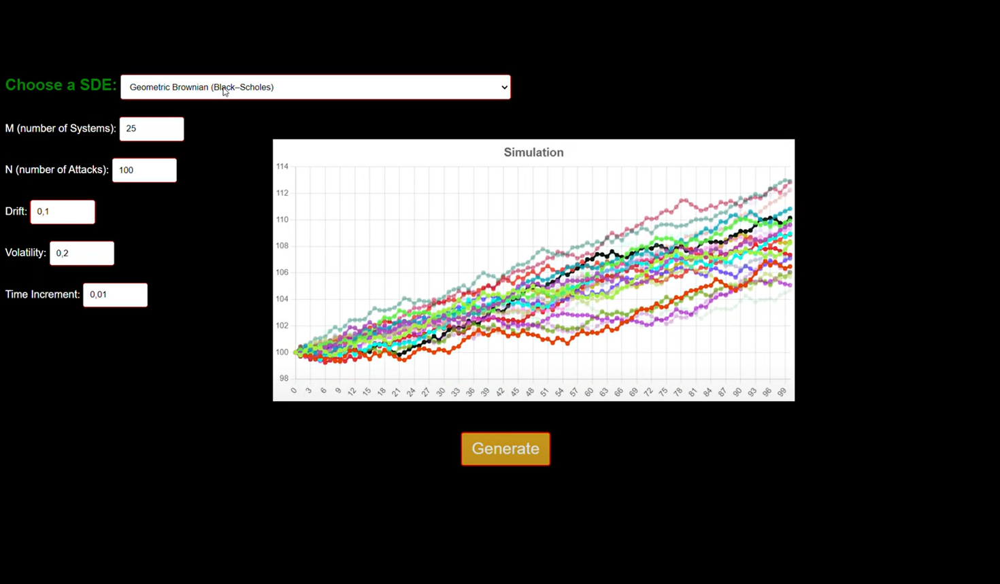 Choose a SDE: Geometric Brownian (Black–Scholes)
M (number of Systems): 25
N (number of Attacks): 100
Drift: 0,1
Volatility: 0,2
Time Increment: 0,01
Simulation
114
112
110
108
106
104
102
100
98
0 3 6 9 12 15 18 21 24 27 30 33 36 39 42 45 48 51 54 57 60 63 66 69 72 75 78 81 84 87 90 93 96 99
Generate